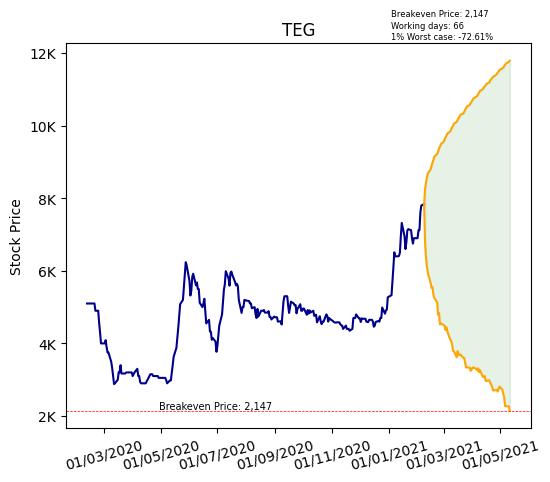 Breakeven Price: 2,147
Working days: 66
1% Worst case: -72.61%
TEG
12K
10K
8K
6K
4K
2K
Stock Price
Breakeven Price: 2,147
01/03/2020
01/05/2020
01/07/2020
01/09/2020
01/11/2020
01/01/2021
01/03/2021
01/05/2021